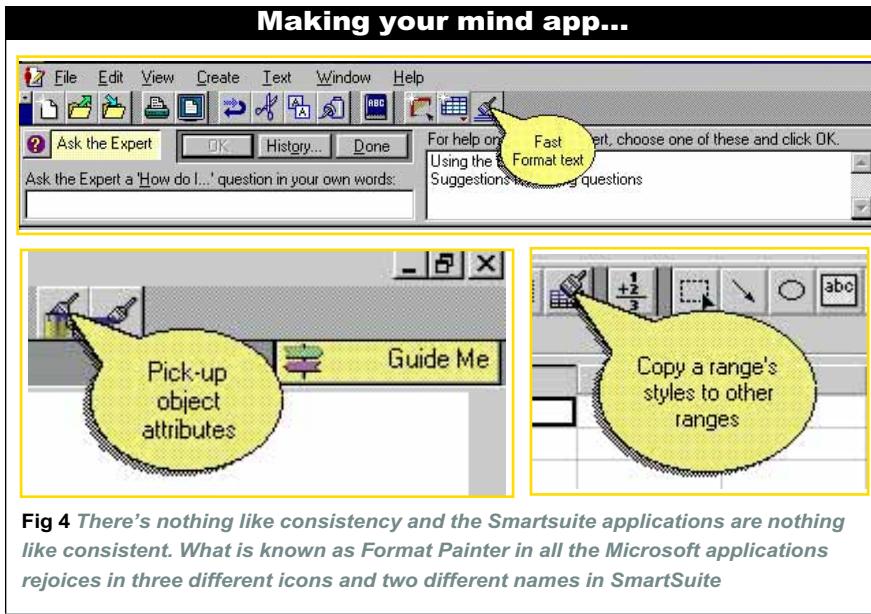 Making your mind app...
File Edit View Create Text Window Help
ABC
Ask the Expert OK History... Done
For help on ert, choose one of these and click OK.
Fast
Format text
Using the
Ask the Expert a 'How do I...' question in your own words:
Suggestions questions
Guide Me
Pick-up
object
attributes
1
+2
3
abc
Copy a range's
styles to other
ranges
Fig 4 There's nothing like consistency and the Smartsuite applications are nothing
like consistent. What is known as Format Painter in all the Microsoft applications
rejoices in three different icons and two different names in SmartSuite